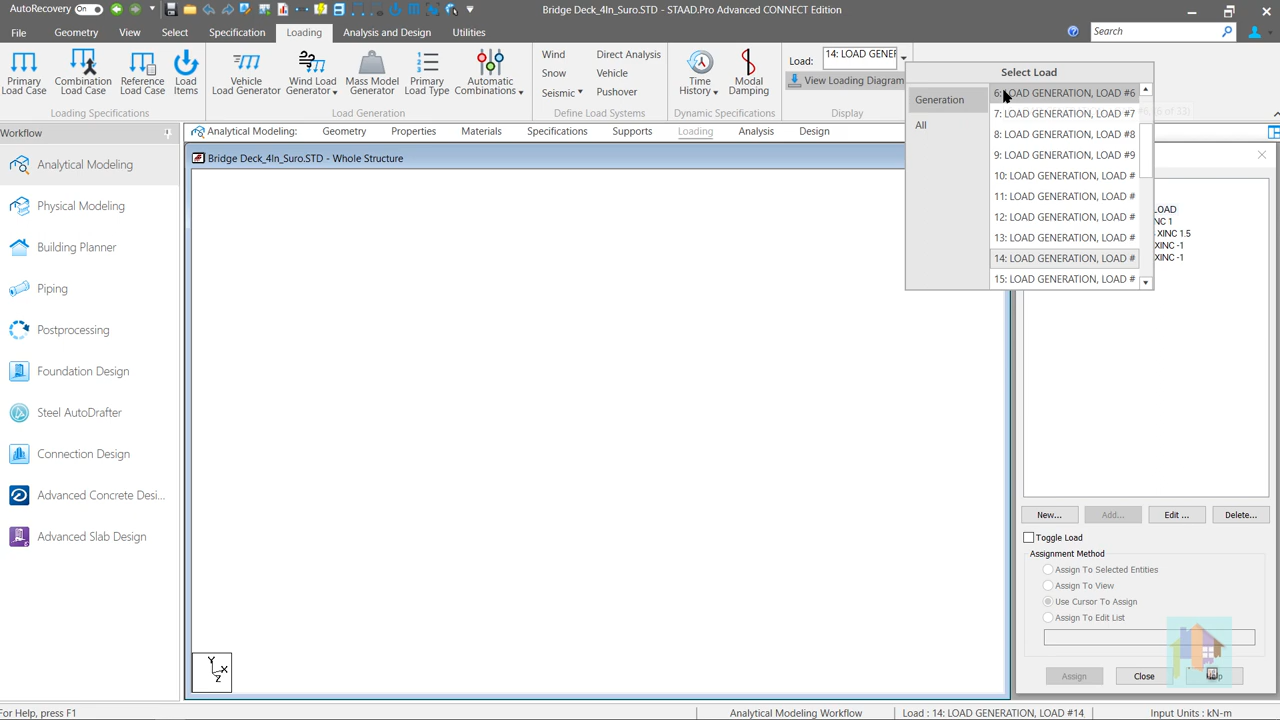 AutoRecovery On
Bridge Deck_4ln_Suro.STD - STAAD.Pro Advanced CONNECT Edition
File Geometry View Select Specification Loading Analysis and Design Utilities
Search
Primary Load Case
Combination Load Case
Reference Load Case
Load Items
Loading Specifications
Vehicle Load Generator
Wind Load Generator
Mass Model Generator
Primary Load Type
Automatic Combinations
Load Generation
Wind Direct Analysis
Snow Vehicle
Seismic Pushover
Define Load Systems
Time History
Modal Damping
Dynamic Specifications
Load: 14: LOAD GENER
View Loading Diagram
Display
Select Load
Generation
All
6: LOAD GENERATION, LOAD #6
7: LOAD GENERATION, LOAD #7
8: LOAD GENERATION, LOAD #8
9: LOAD GENERATION, LOAD #9
10: LOAD GENERATION, LOAD #
11: LOAD GENERATION, LOAD #
12: LOAD GENERATION, LOAD #
13: LOAD GENERATION, LOAD #
14: LOAD GENERATION, LOAD #
15: LOAD GENERATION, LOAD #
Workflow
Analytical Modeling: Geometry Properties Materials Specifications Supports Loading Analysis Design
Bridge Deck_4ln_Suro.STD - Whole Structure
Analytical Modeling
Physical Modeling
Building Planner
Piping
Postprocessing
Foundation Design
Steel AutoDrafter
Connection Design
Advanced Concrete Desi...
Advanced Slab Design
LOAD
NC 1
XINC 1.5
XINC -1
XINC -1
New... Add... Edit ... Delete...
Toggle Load
Assignment Method
Assign To Selected Entities
Assign To View
Use Cursor To Assign
Assign To Edit List
Assign Close
Y
X
Z
For Help, press F1
Analytical Modeling Workflow
Load : 14: LOAD GENERATION, LOAD #14
Input Units : kN-m